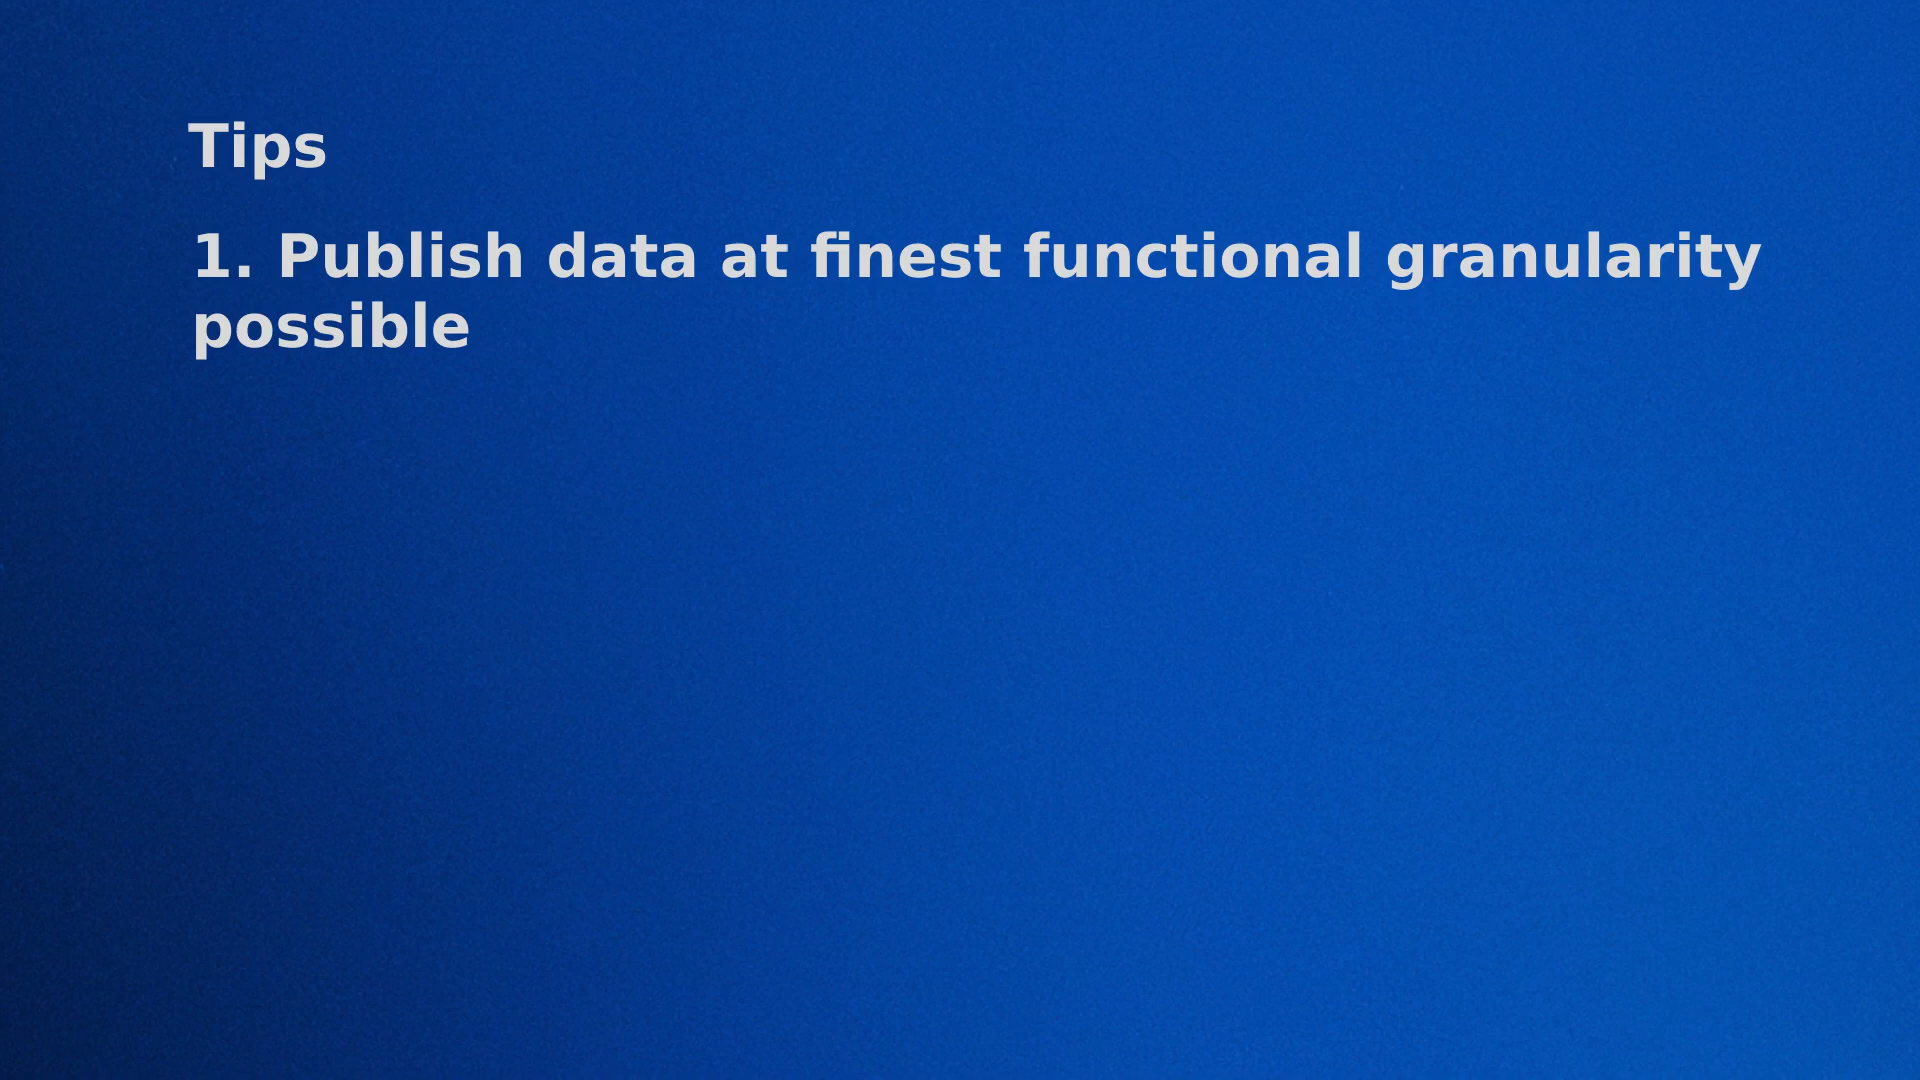 Tips
1. Publish data at finest functional granularity
possible